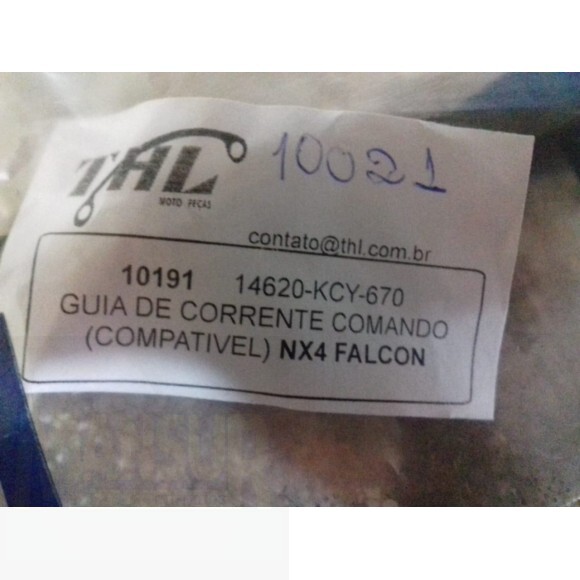 THL
MOTO PEÇAS
10021
contato@thl.com.br
10191 14620-KCY-670
GUIA DE CORRENTE COMANDO
(COMPATIVEL) NX4 FALCON